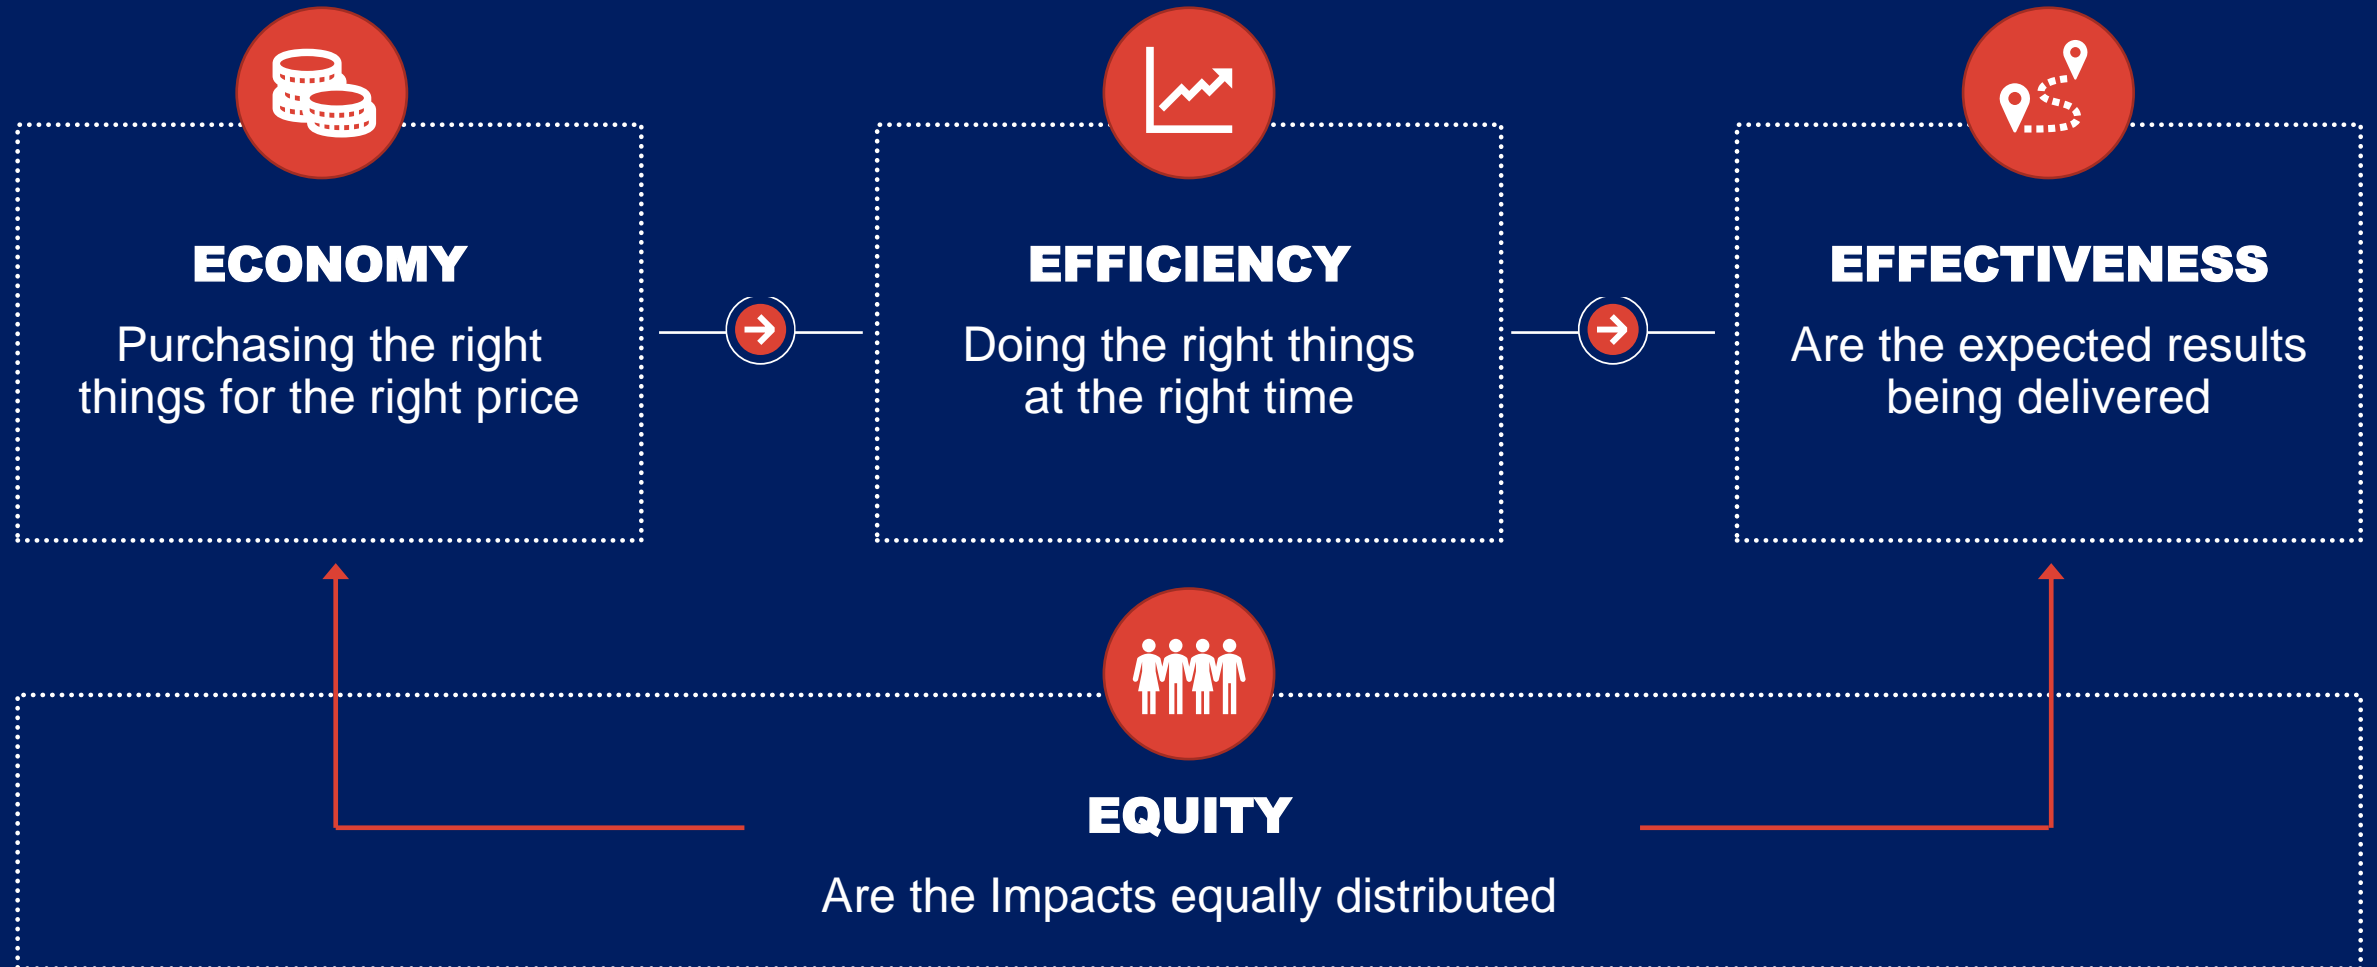 ECONOMY
Purchasing the right
things for the right price
EFFICIENCY
Doing the right things
at the right time
EFFECTIVENESS
Are the expected results
being delivered
EQUITY
Are the Impacts equally distributed